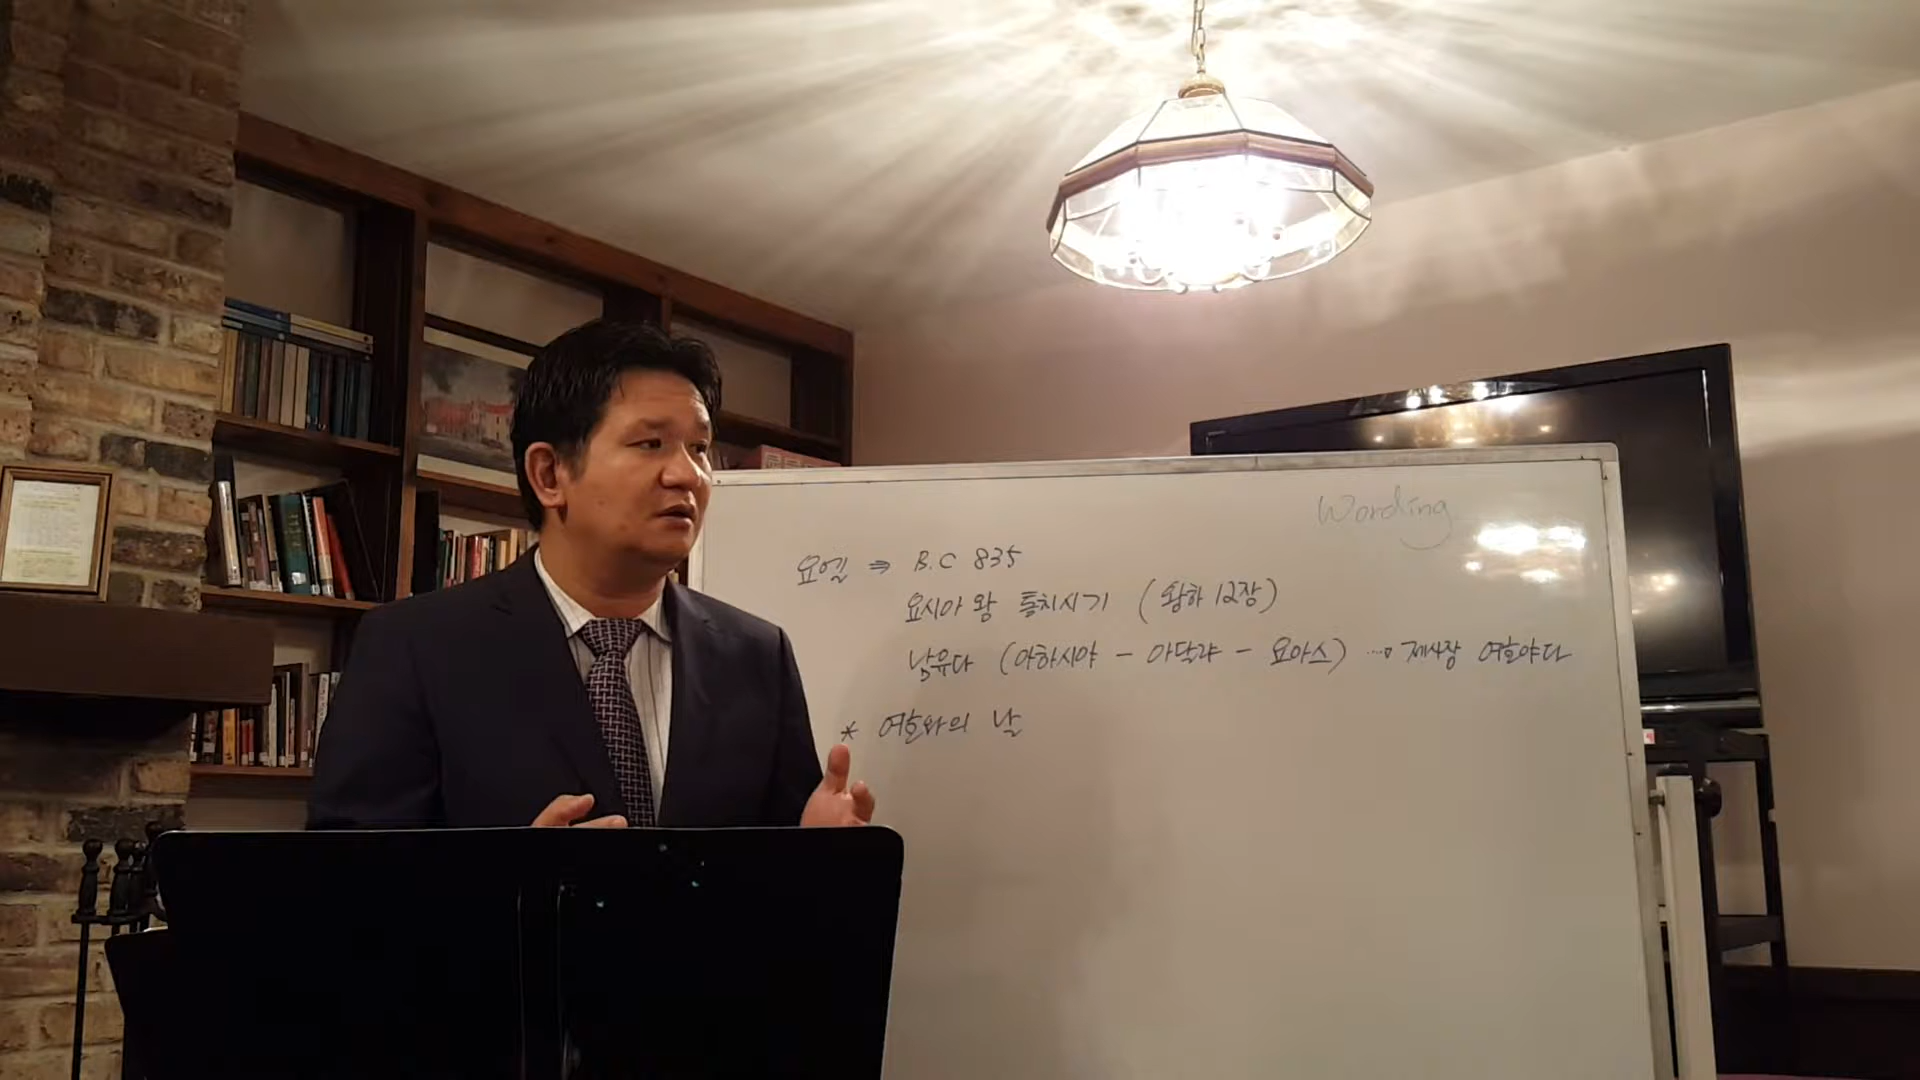 Wording
요엘 ⇒ B.C 835
요시아 왕 통치시기 (왕하 12장)
남유다 (아하시야 - 아달랴 - 요아스) ...→ 제사장 여호야다
* 여호와의 날